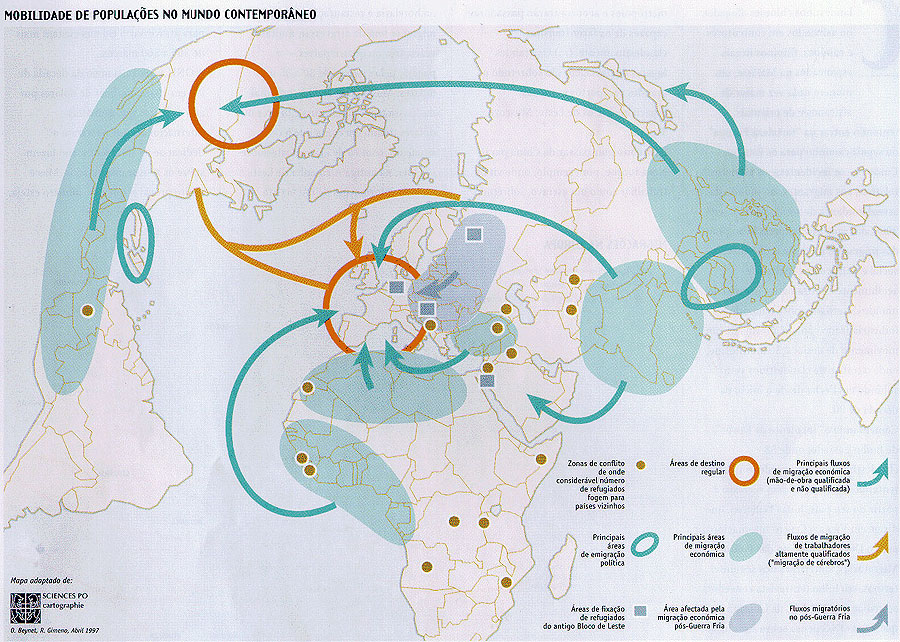 MOBILIDADE DE POPULAÇÕES NO MUNDO CONTEMPORÂNEO
Zonas de conflito
de onde
considerável número
de refugiados
fogem para
países vizinhos
Áreas de destino
regular
Principais fluxos
de migração económica
(mão-de-obra qualificada
e não qualificada)
Principais
áreas
de emigração
política
Principais áreas
de migração
económica
Fluxos de migração
de trabalhadores
altamente qualificados
("migração de cérebros")
Áreas de fixação
de refugiados
do antigo Bloco de Leste
Área afectada pela
migração económica
pós-Guerra Fria
Fluxos migratórios
no pós-Guerra Fria
Mapa adaptado de:
SCIENCES PO
cartographie
D. Beynet, R. Gimeno, Abril 1997